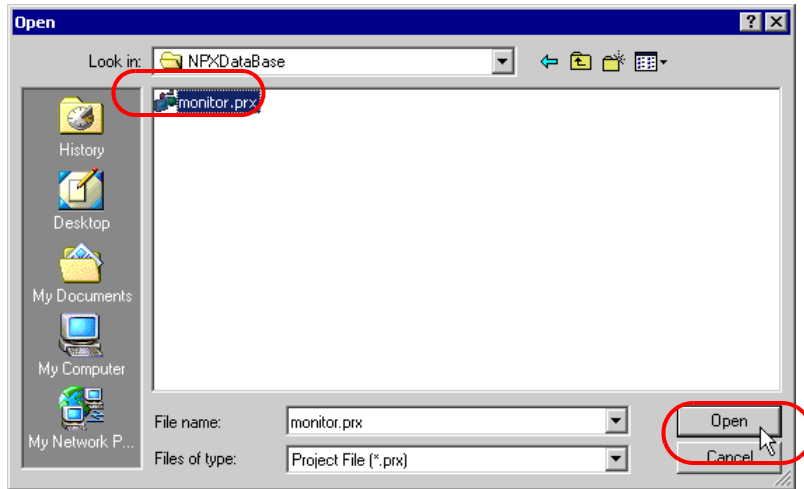 Open
Look in: NPXDataBase
monitor.prx
History
Desktop
My Documents
My Computer
My Network P...
File name: monitor.prx Open
Files of type: Project File (*.prx) Cancel